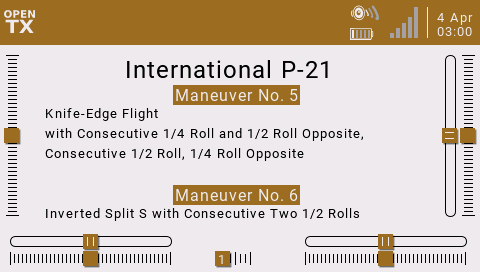 OPEN
TX
4 Apr
03:00
International P-21
Maneuver No. 5
Knife-Edge Flight
with Consecutive 1/4 Roll and 1/2 Roll Opposite,
Consecutive 1/2 Roll, 1/4 Roll Opposite
Maneuver No. 6
Inverted Split S with Consecutive Two 1/2 Rolls
1